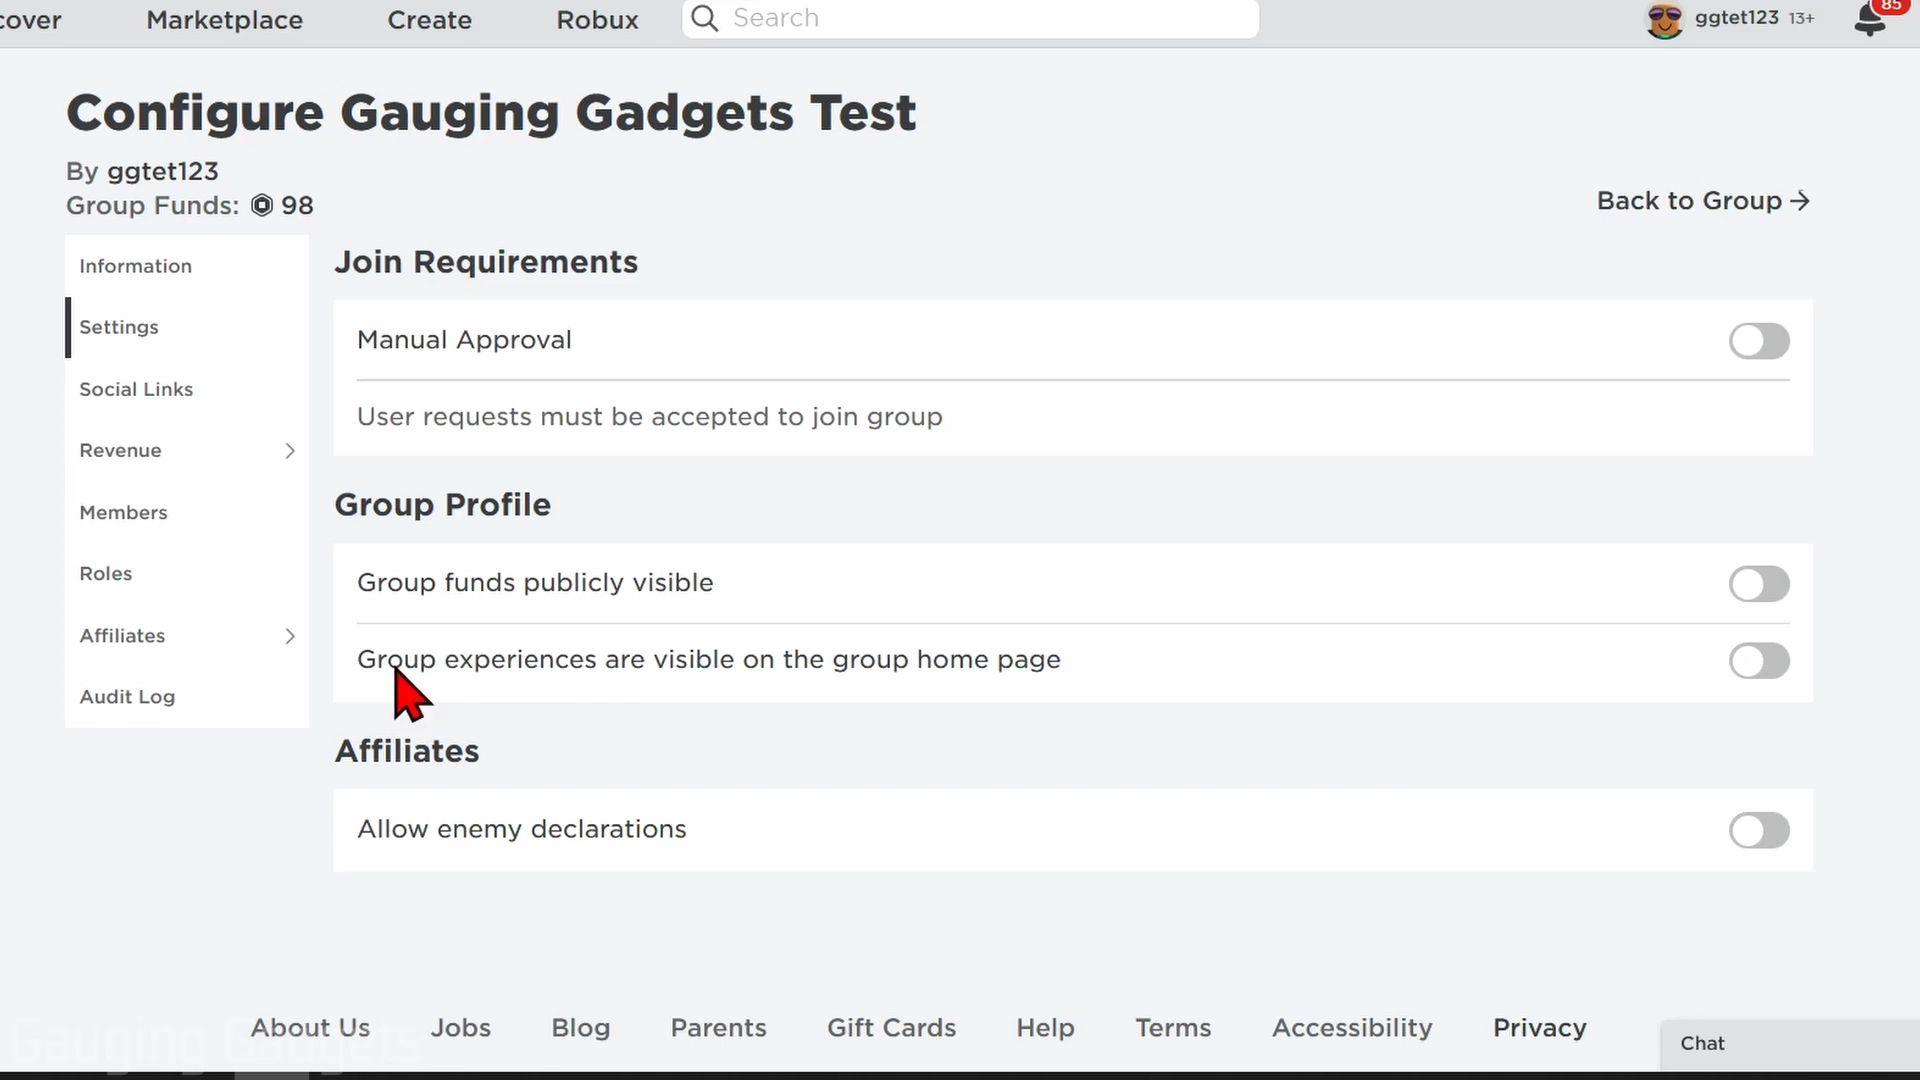 cover Marketplace Create Robux Search ggtet123 13+ 85
Configure Gauging Gadgets Test
By ggtet123
Group Funds: 98
Back to Group →
Information
Settings
Social Links
Revenue
Members
Roles
Affiliates
Audit Log
Join Requirements
Manual Approval
User requests must be accepted to join group
Group Profile
Group funds publicly visible
Group experiences are visible on the group home page
Affiliates
Allow enemy declarations
About Us Jobs Blog Parents Gift Cards Help Terms Accessibility Privacy
Chat
Gauging Gadgets